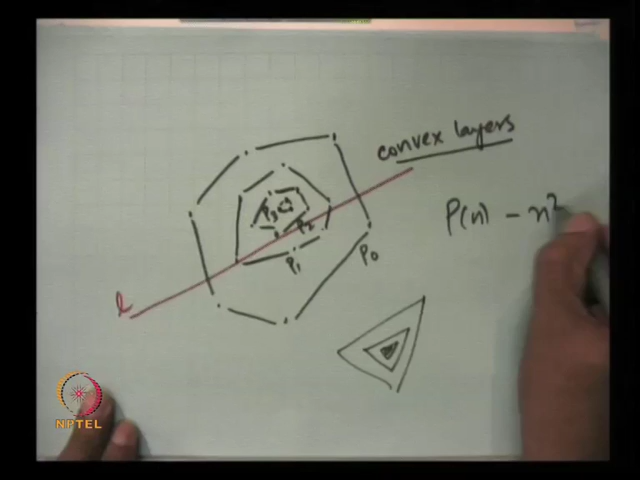 convex layers
P(n) - n²
P₃
P₂
P₁
P₀
l
NPTEL